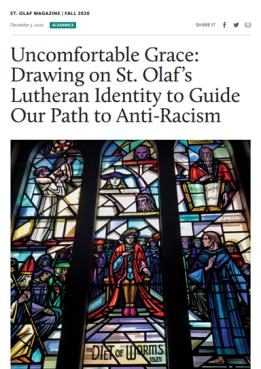 ST. OLAF MAGAZINE | FALL 2020
December 3, 2020 ACADEMICS SHARE IT
Uncomfortable Grace:
Drawing on St. Olaf's
Lutheran Identity to Guide
Our Path to Anti-Racism
THE DIET OF WORMS
1521